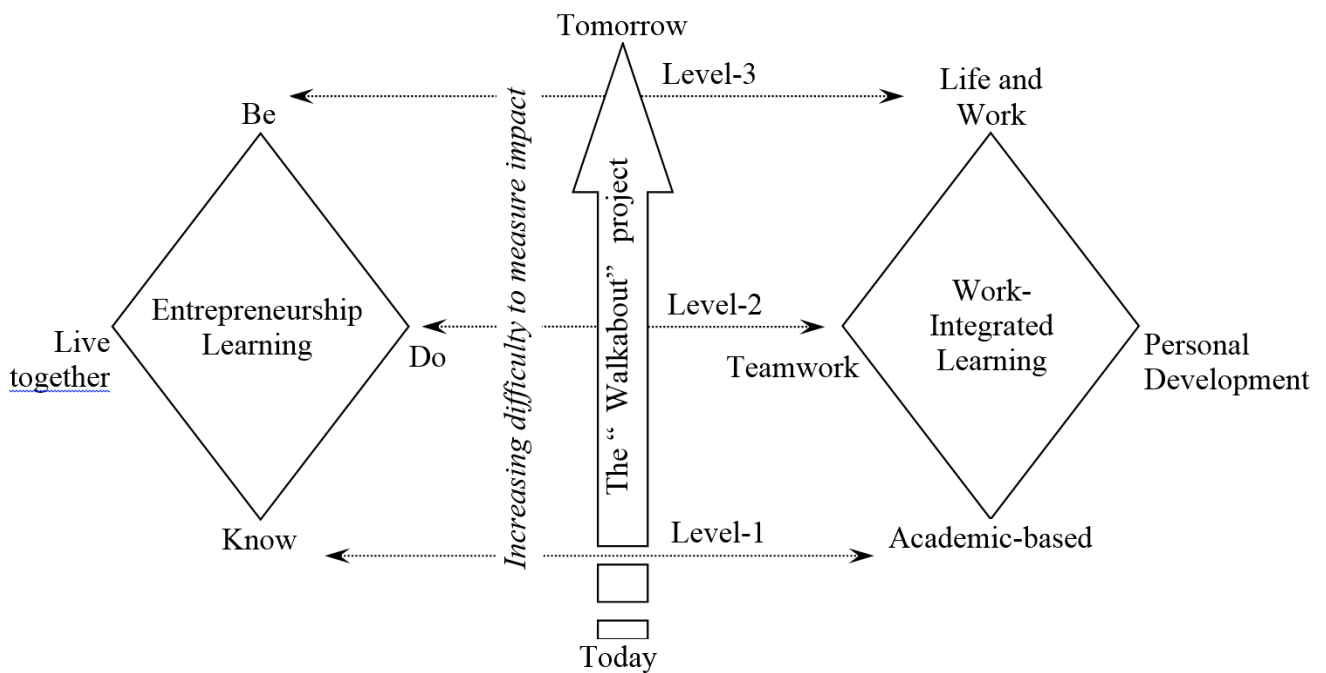 Tomorrow
Level-3
Life and
Work
Be
Increasing difficulty to measure impact
The “ Walkabout” project
Entrepreneurship
Learning
Live
together
Do
Level-2
Teamwork
Work-
Integrated
Learning
Personal
Development
Know
Level-1
Academic-based
Today